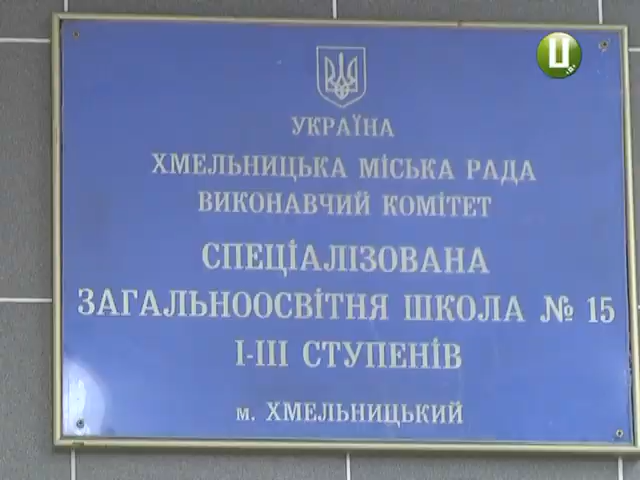 Ц
УКРАЇНА
ХМЕЛЬНИЦЬКА МІСЬКА РАДА
ВИКОНАВЧИЙ КОМІТЕТ
СПЕЦІАЛІЗОВАНА
ЗАГАЛЬНООСВІТНЯ ШКОЛА № 15
І-ІІІ СТУПЕНІВ
м. ХМЕЛЬНИЦЬКИЙ